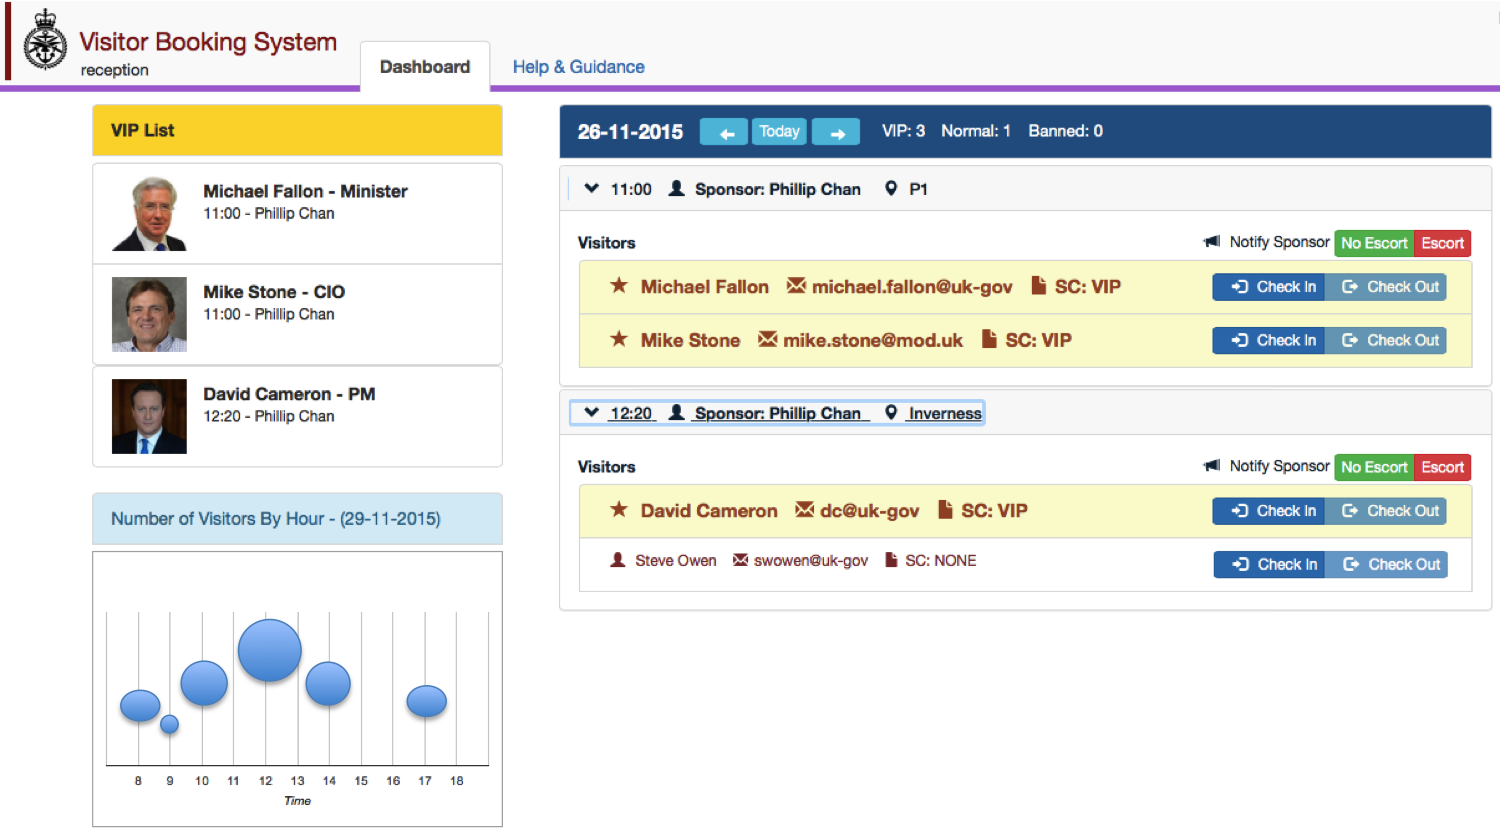 Visitor Booking System
reception
Dashboard
Help & Guidance
VIP List
Michael Fallon - Minister
11:00 - Phillip Chan
Mike Stone - CIO
11:00 - Phillip Chan
David Cameron - PM
12:20 - Phillip Chan
Number of Visitors By Hour - (29-11-2015)
8 9 10 11 12 13 14 15 16 17 18
Time
26-11-2015 Today VIP: 3 Normal: 1 Banned: 0
11:00 Sponsor: Phillip Chan P1
Visitors Notify Sponsor No Escort Escort
Michael Fallon michael.fallon@uk-gov SC: VIP Check In Check Out
Mike Stone mike.stone@mod.uk SC: VIP Check In Check Out
12:20 Sponsor: Phillip Chan Inverness
Visitors Notify Sponsor No Escort Escort
David Cameron dc@uk-gov SC: VIP Check In Check Out
Steve Owen swowen@uk-gov SC: NONE Check In Check Out